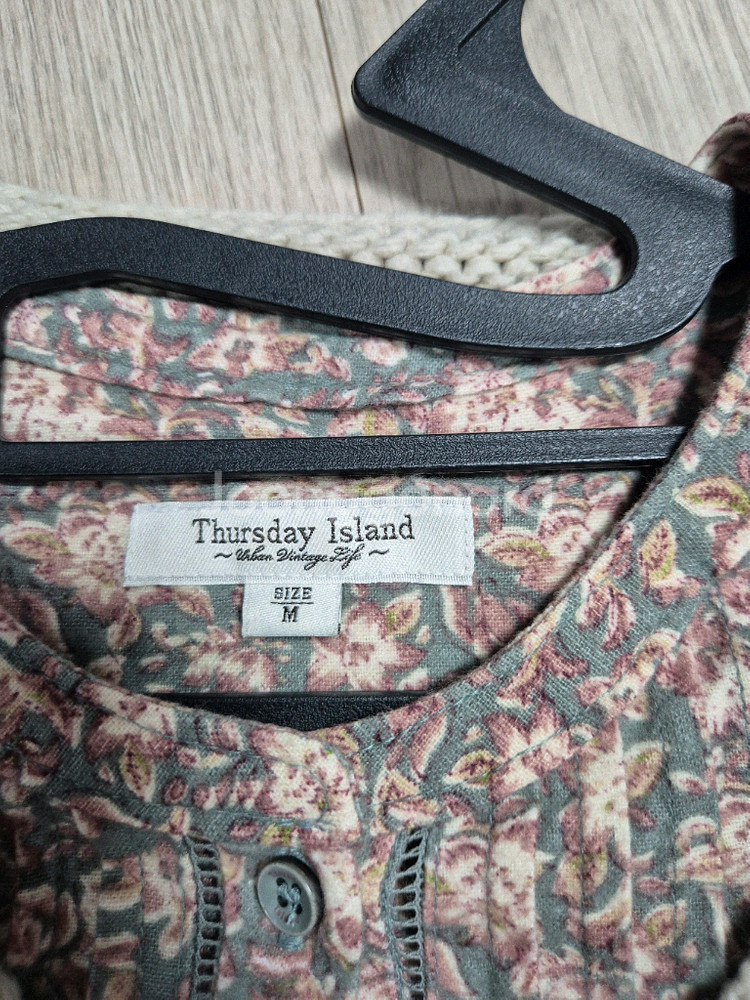 Thursday Island
~Urban Vintage Life~
SIZE
M